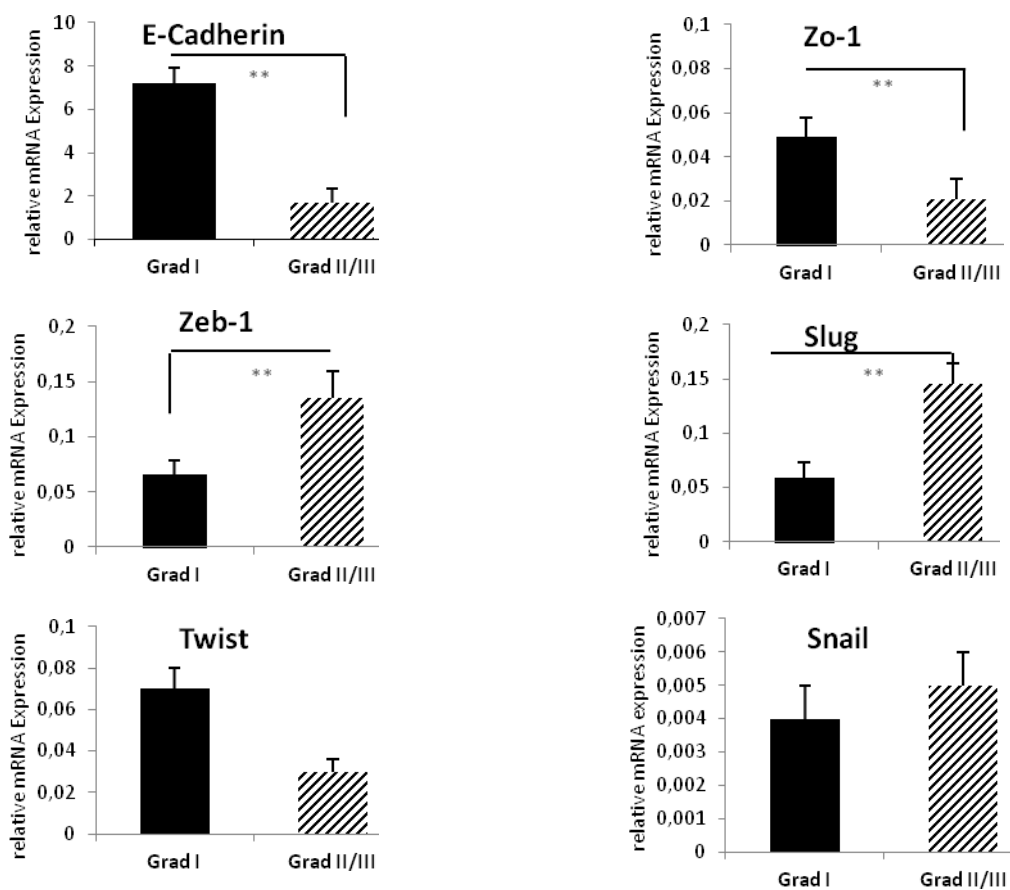 E-Cadherin
relative mRNA Expression
10
8
6
4
2
0
**
Grad I
Grad II/III
Zo-1
relative mRNA Expression
0,1
0,08
0,06
0,04
0,02
0
**
Grad I
Grad II/III
Zeb-1
relative mRNA Expression
0,2
0,15
0,1
0,05
0
**
Grad I
Grad II/III
Slug
relative mRNA Expression
0,2
0,15
0,1
0,05
0
**
Grad I
Grad II/III
Twist
relative mRNA Expression
0,1
0,08
0,06
0,04
0,02
0
Grad I
Grad II/III
Snail
relative mRNA expression
0,007
0,006
0,005
0,004
0,003
0,002
0,001
0
Grad I
Grad II/III